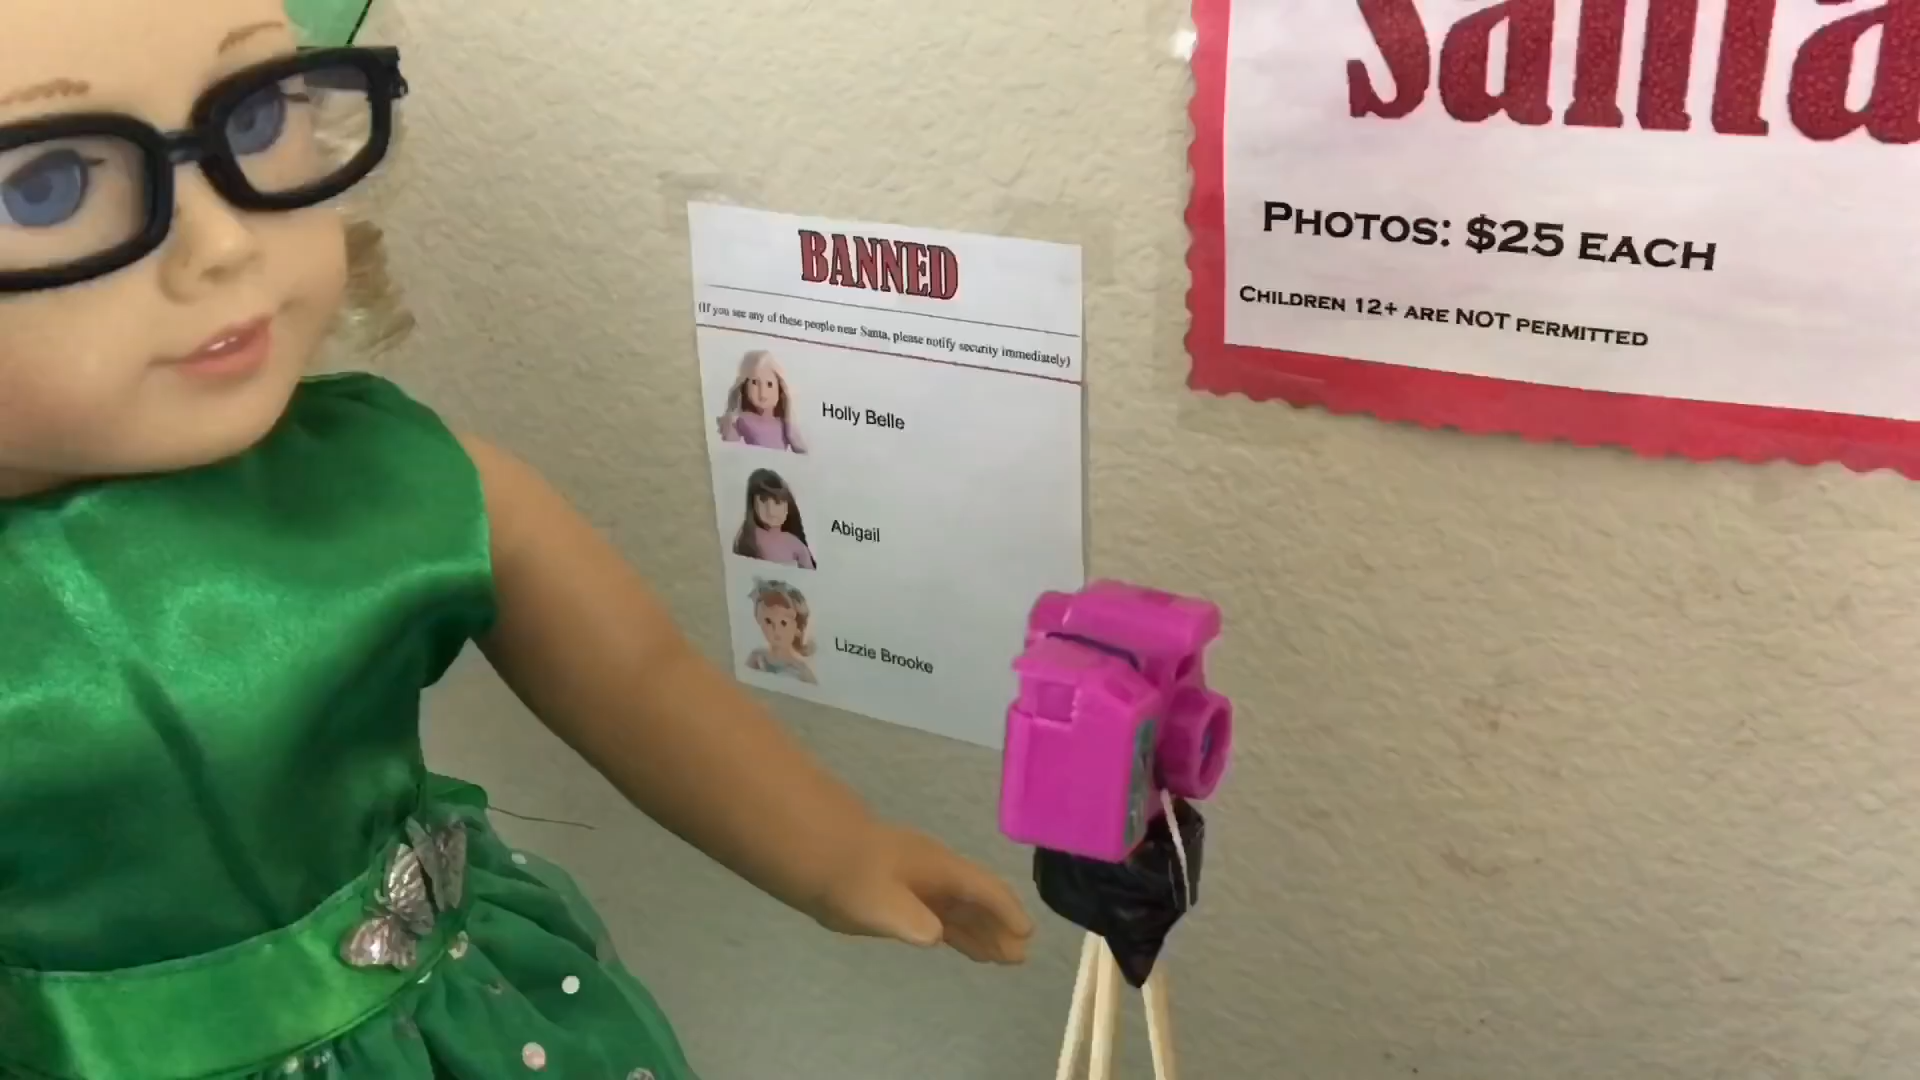 Santa
PHOTOS: $25 EACH
CHILDREN 12+ ARE NOT PERMITTED
BANNED
(If you see any of these people near Santa, please notify security immediately)
Holly Belle
Abigail
Lizzie Brooke